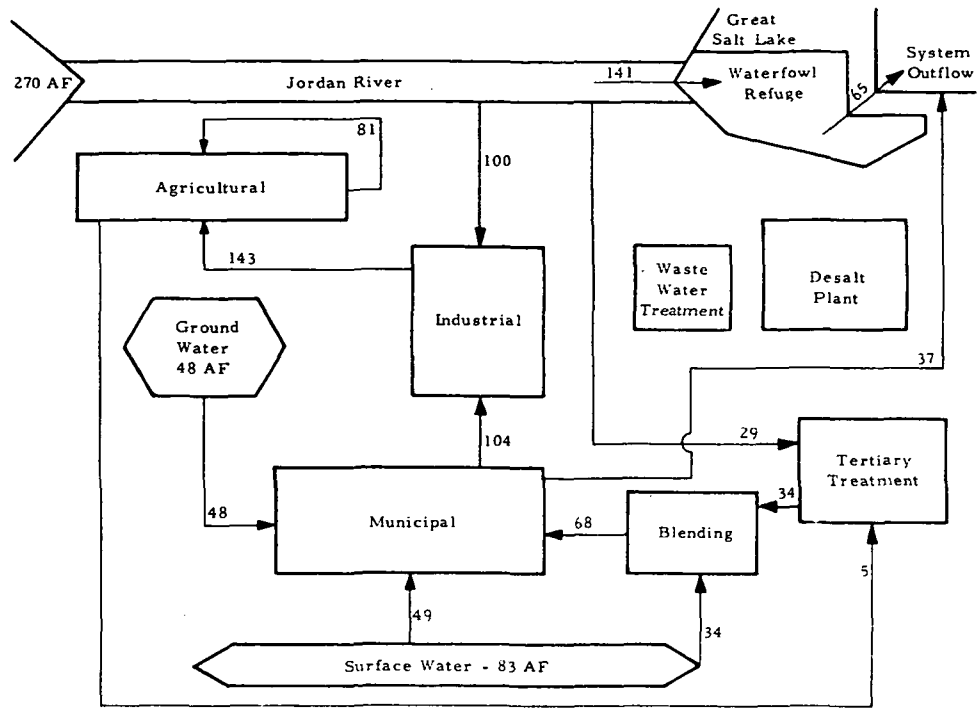 Great
Salt Lake
System
Outflow
270 AF
Jordan River
141
Waterfowl
Refuge
65
81
Agricultural
100
143
Waste
Water
Treatment
Desalt
Plant
Industrial
Ground
Water
48 AF
37
104
29
Tertiary
Treatment
34
48
Municipal
68
Blending
5
49
34
Surface Water - 83 AF